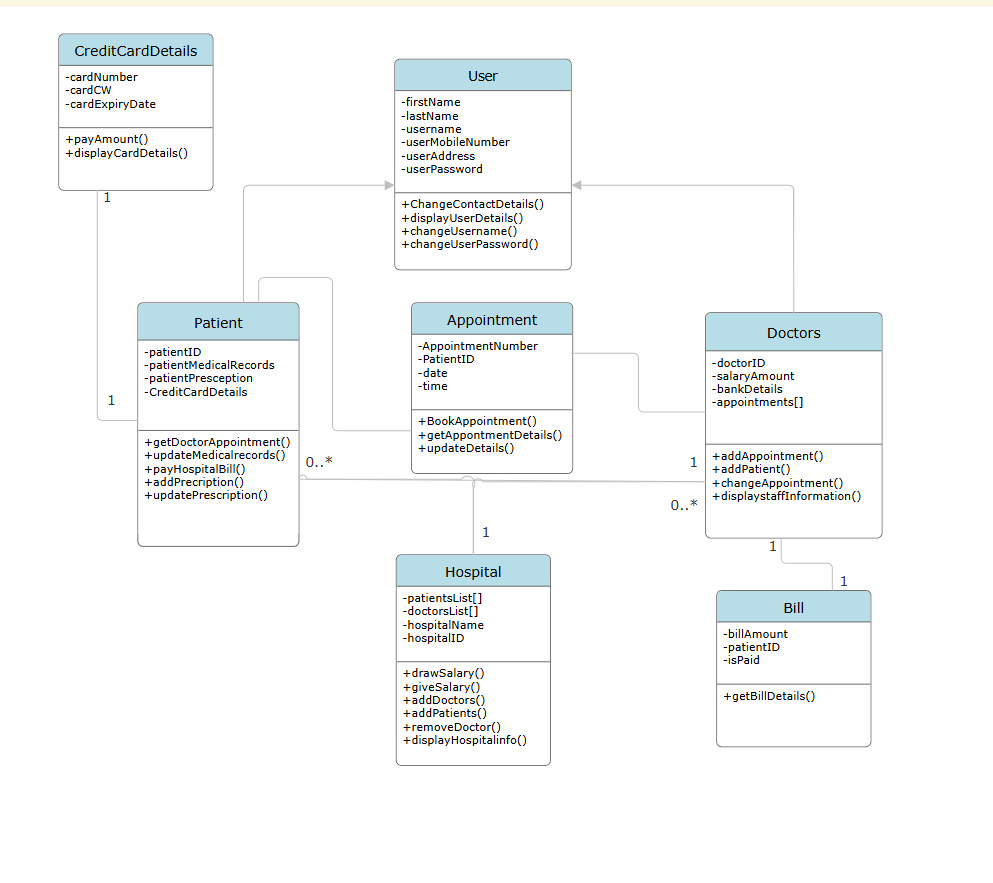 CreditCardDetails
-cardNumber
-cardCW
-cardExpiryDate
+payAmount()
+displayCardDetails()
1
1
User
-firstName
-lastName
-username
-userMobileNumber
-userAddress
-userPassword
+ChangeContactDetails()
+displayUserDetails()
+changeUsername()
+changeUserPassword()
Patient
-patientID
-patientMedicalRecords
-patientPresception
-CreditCardDetails
+getDoctorAppointment()
+updateMedicalrecords()
+payHospitalBill()
+addPrecription()
+updatePrescription()
0..*
Appointment
-AppointmentNumber
-PatientID
-date
-time
+BookAppointment()
+getAppontmentDetails()
+updateDetails()
Doctors
-doctorID
-salaryAmount
-bankDetails
-appointments[]
+addAppointment()
+addPatient()
+changeAppointment()
+displaystaffInformation()
1
0..*
1
Hospital
-patientsList[]
-doctorsList[]
-hospitalName
-hospitalID
+drawSalary()
+giveSalary()
+addDoctors()
+addPatients()
+removeDoctor()
+displayHospitalinfo()
1
1
Bill
-billAmount
-patientID
-isPaid
+getBillDetails()